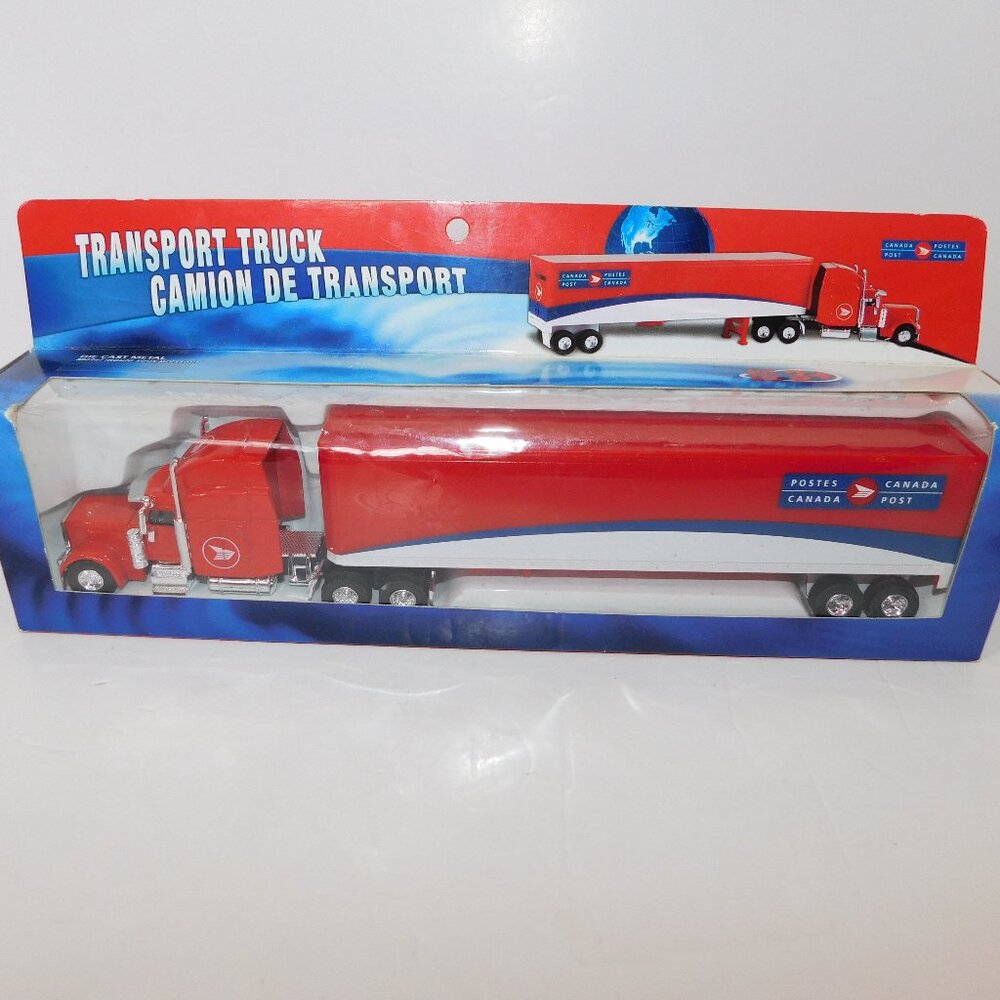 TRANSPORT TRUCK
CAMION DE TRANSPORT
DIE-CAST METAL
CANADA POSTES
POST CANADA
CANADA POSTES
POST CANADA
POSTES CANADA
CANADA POST